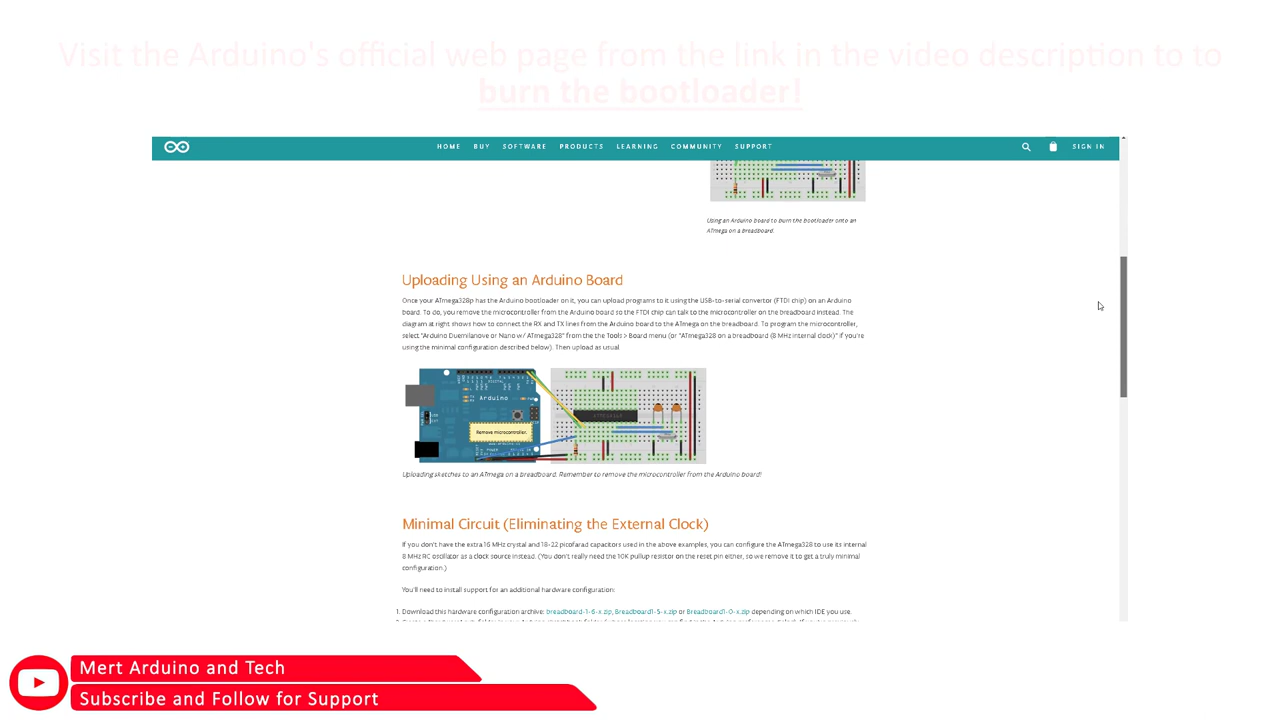 Visit the Arduino's official web page from the link in the video description to to
burn the bootloader!
HOME BUY SOFTWARE PRODUCTS LEARNING COMMUNITY SUPPORT SIGN IN
Using an Arduino board to burn the bootloader onto an
ATmega on a breadboard.
Uploading Using an Arduino Board
Once your ATmega328p has the Arduino bootloader on it, you can upload programs to it using the USB-to-serial convertor (FTDI chip) on an Arduino
board. To do, you remove the microcontroller from the Arduino board so the FTDI chip can talk to the microcontroller on the breadboard instead. The
diagram at right shows how to connect the RX and TX lines from the Arduino board to the ATmega on the breadboard. To program the microcontroller,
select "Arduino Duemilanove or Nano w/ ATmega328" from the the Tools > Board menu (or "ATmega328 on a breadboard (8 MHz internal clock)" if you're
using the minimal configuration described below). Then upload as usual.
Arduino
Remove microcontroller.
Uploading sketches to an ATmega on a breadboard. Remember to remove the microcontroller from the Arduino board!
Minimal Circuit (Eliminating the External Clock)
If you don't have the extra 16 MHz crystal and 18-22 picofarad capacitors used in the above examples, you can configure the ATmega328 to use its internal
8 MHz RC oscillator as a clock source instead. (You don't really need the 10K pullup resistor on the reset pin either, so we remove it to get a truly minimal
configuration.)
You'll need to install support for an additional hardware configuration:
1. Download this hardware configuration archive: breadboard-1-6-x.zip, Breadboard1-5-x.zip or Breadboard1-0-x.zip depending on which IDE you use.
Mert Arduino and Tech
Subscribe and Follow for Support